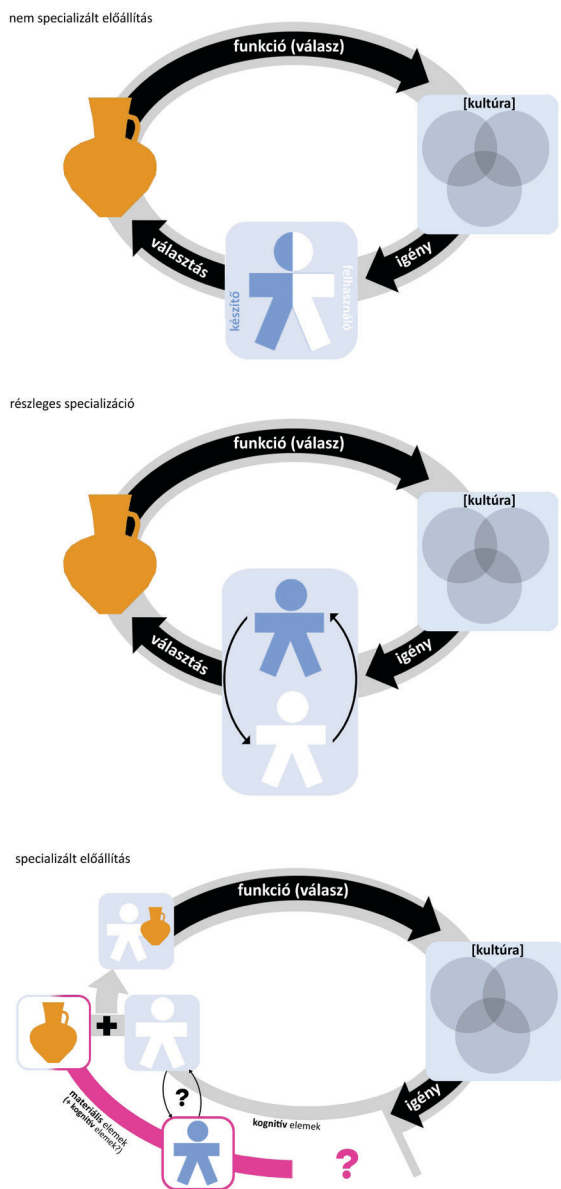 nem specializált előállítás
funkció (válasz)
[kultúra]
választás
készítő
felhasználó
igény
részleges specializáció
funkció (válasz)
[kultúra]
választás
igény
specializált előállítás
funkció (válasz)
[kultúra]
+
?
materiális elemek
(+ kognitív elemek?)
kognitív elemek
igény
?